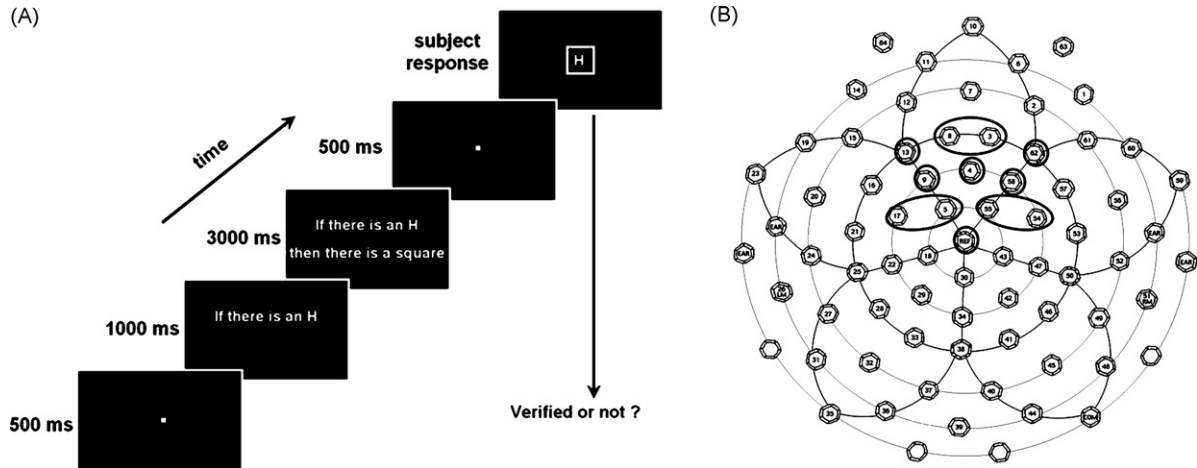 (A)
subject
response
H
500 ms
time
If there is an H
then there is a square
3000 ms
If there is an H
1000 ms
500 ms
Verified or not ?
(B)
10
64
63
11
6
14
7
1
12
2
19
15
8
3
61
60
13
62
23
9
4
58
59
16
57
20
56
17
5
55
54
EAR
21
REF
53
EAR
EAR
24
22
18
43
47
52
EAR
25
30
50
26
LM
29
42
51
RM
27
28
34
46
49
33
41
31
32
38
45
48
37
40
35
36
44
COM
39